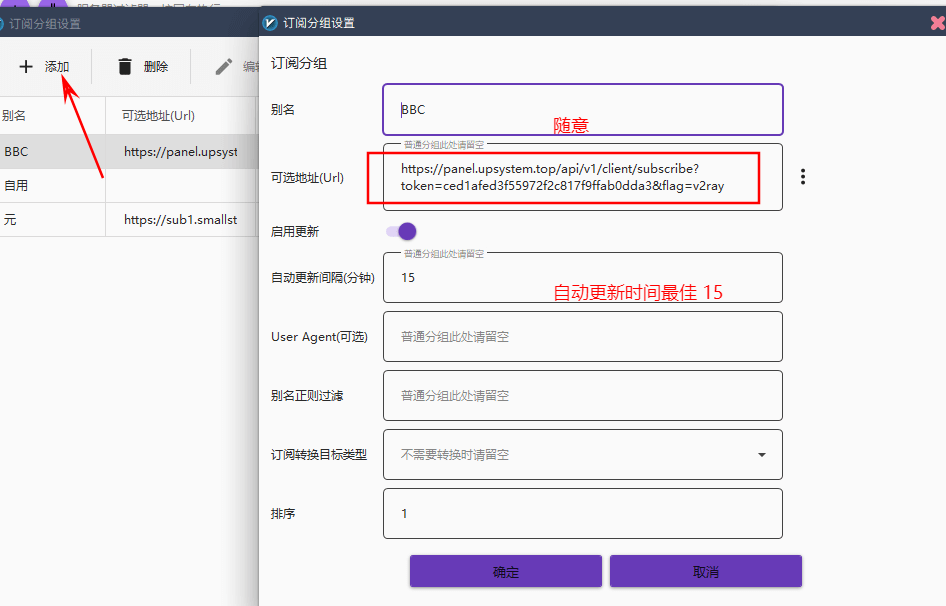 订阅分组设置
添加
删除
别名
可选地址(Url)
BBC
https://panel.upsyst
自用
元
https://sub1.smallst
订阅分组设置
订阅分组
别名
BBC
随意
普通分组此处请留空
可选地址(Url)
https://panel.upsystem.top/api/v1/client/subscribe?
token=ced1afed3f55972f2c817f9ffab0dda3&flag=v2ray
启用更新
普通分组此处请留空
自动更新间隔(分钟)
15
自动更新时间最佳 15
User Agent(可选)
普通分组此处请留空
别名正则过滤
普通分组此处请留空
订阅转换目标类型
不需要转换时请留空
排序
1
确定
取消